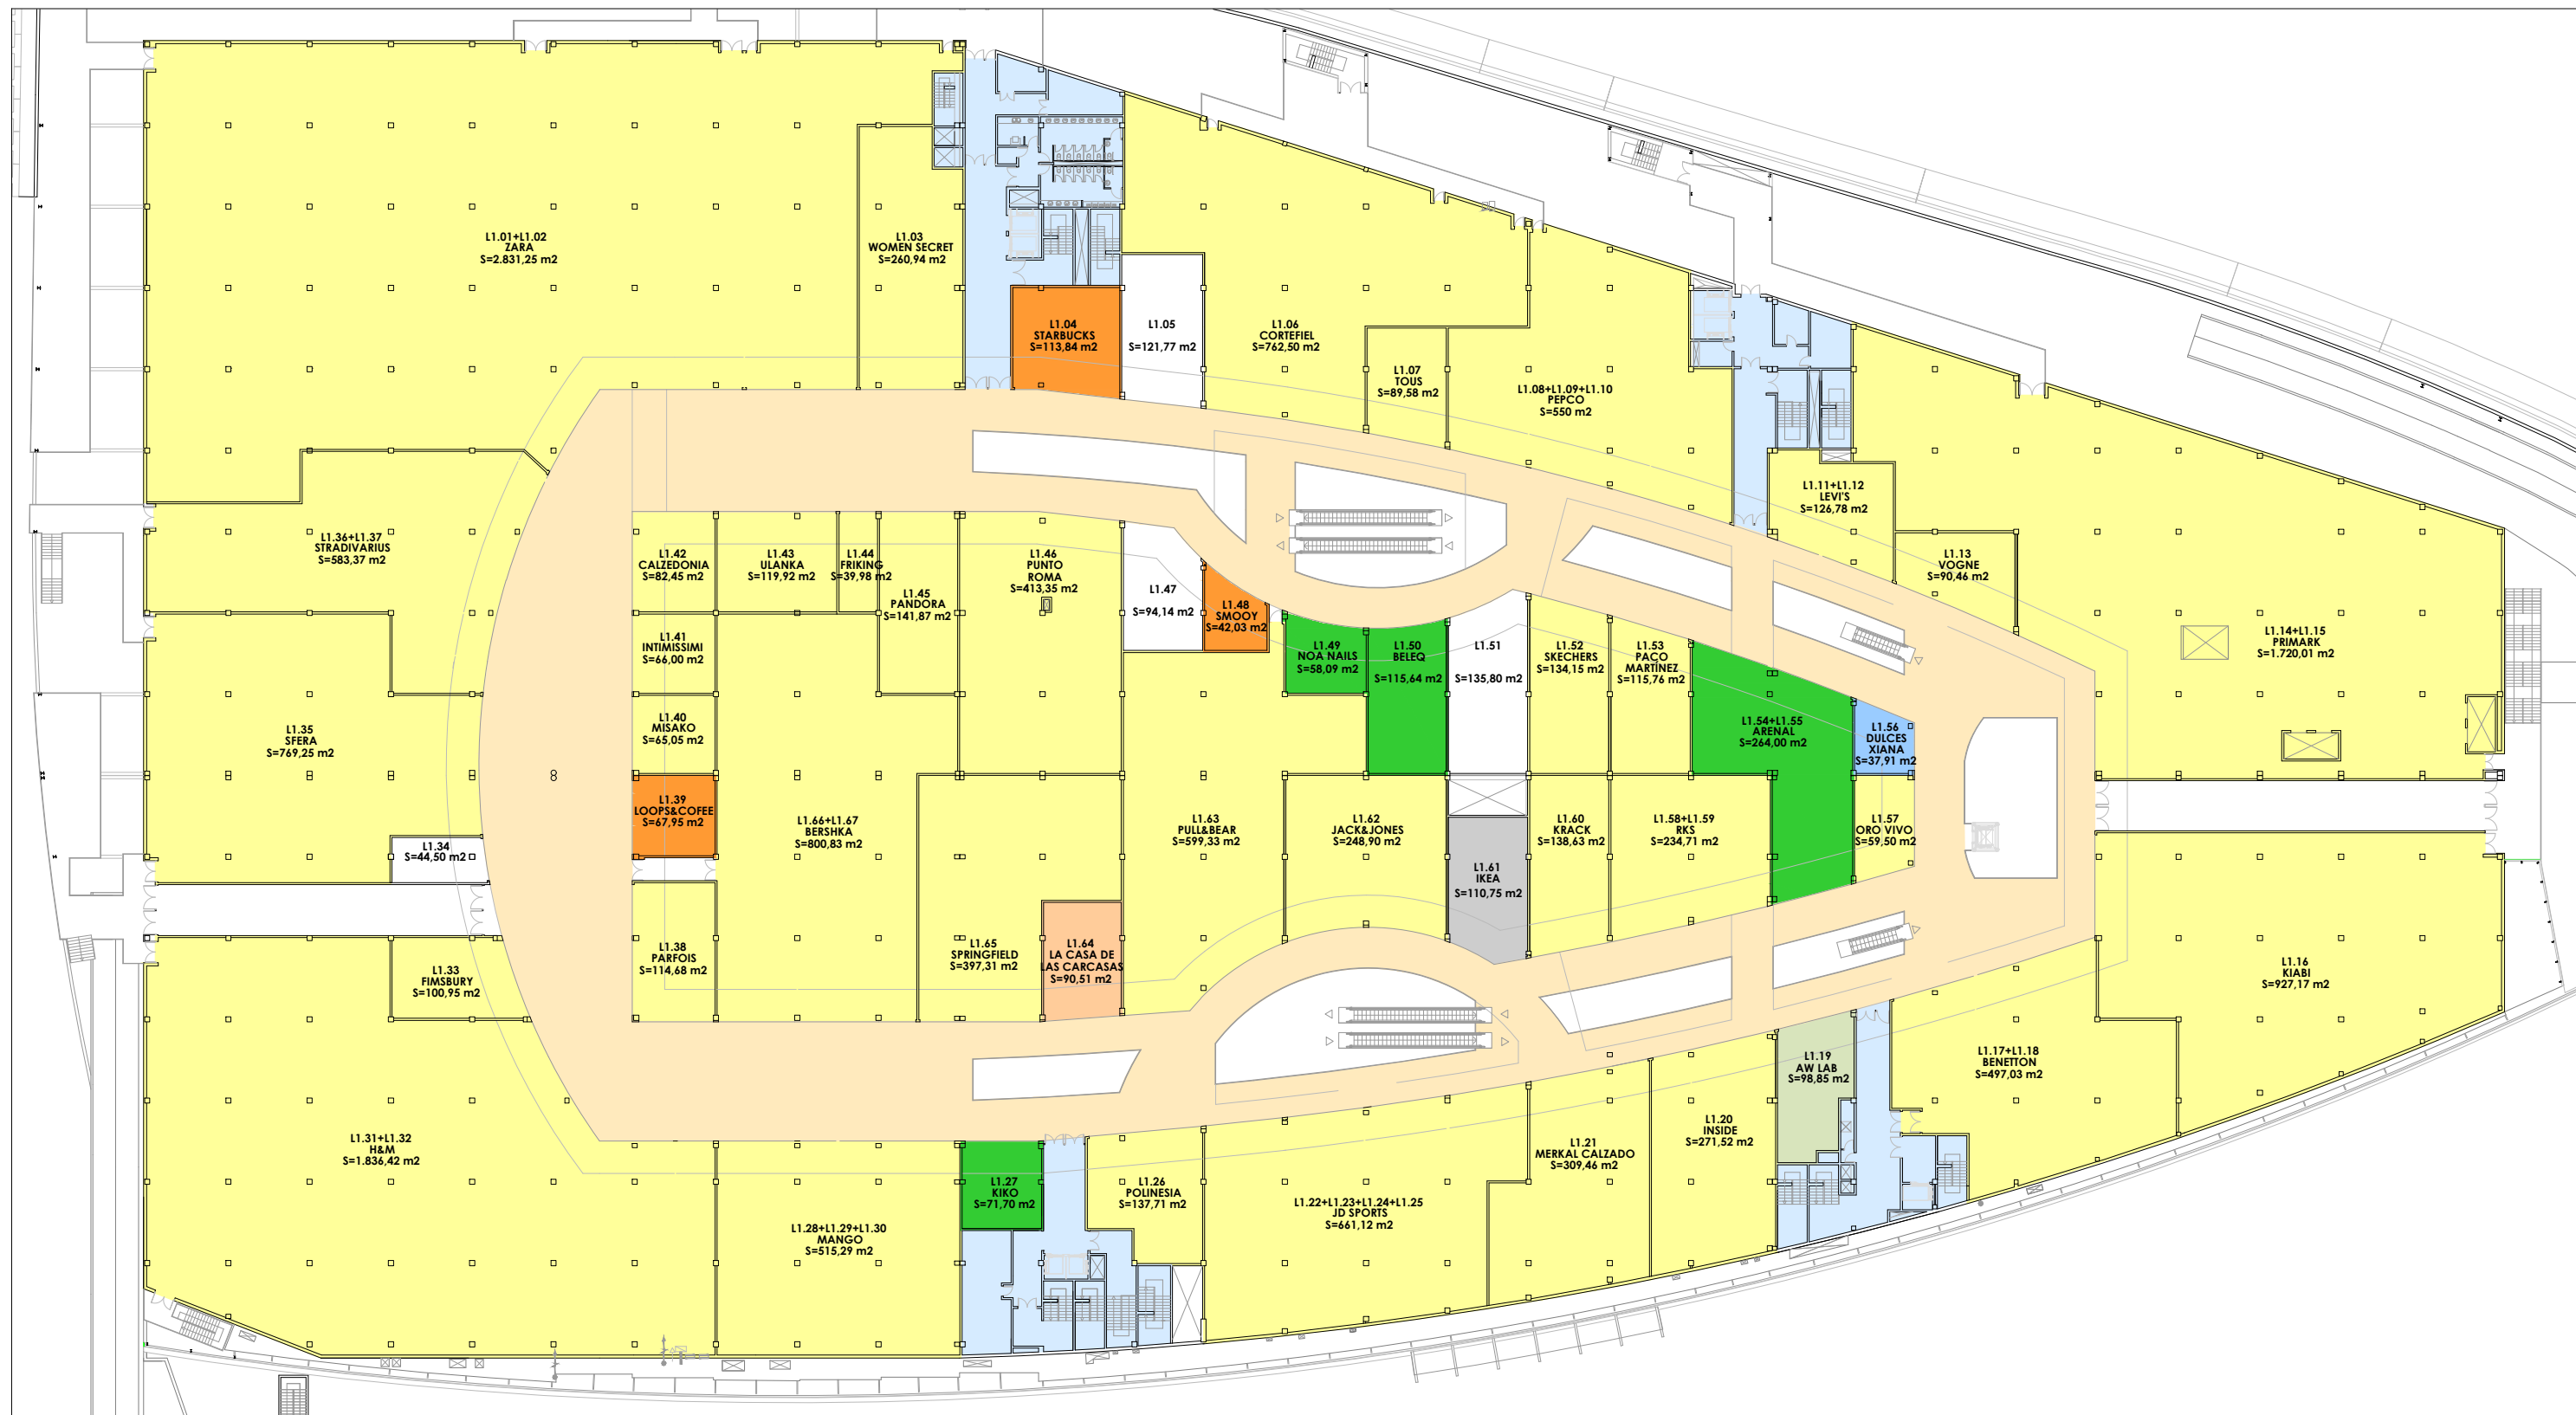 L1.01+L1.02
ZARA
S=2.831,25 m2
L1.03
WOMEN SECRET
S=260,94 m2
L1.04
STARBUCKS
S=113,84 m2
L1.05
S=121,77 m2
L1.06
CORTEFIEL
S=762,50 m2
L1.07
TOUS
S=89,58 m2
L1.08+L1.09+L1.10
PEPCO
S=550 m2
L1.11+L1.12
LEVI'S
S=126,78 m2
L1.13
VOGNE
S=90,46 m2
L1.14+L1.15
PRIMARK
S=1.720,01 m2
L1.36+L1.37
STRADIVARIUS
S=583,37 m2
L1.42
CALZEDONIA
S=82,45 m2
L1.43
ULANKA
S=119,92 m2
L1.44
FRIKING
S=39,98 m2
L1.45
PANDORA
S=141,87 m2
L1.46
PUNTO
ROMA
S=413,35 m2
L1.47
S=94,14 m2
L1.48
SMOOY
S=42,03 m2
L1.49
NOA NAILS
S=58,09 m2
L1.50
BELEQ
S=115,64 m2
L1.51
S=135,80 m2
L1.52
SKECHERS
S=134,15 m2
L1.53
PACO
MARTÍNEZ
S=115,76 m2
L1.54+L1.55
ARENAL
S=264,00 m2
L1.56
DULCES
XIANA
S=37,91 m2
L1.41
INTIMISSIMI
S=66,00 m2
L1.40
MISAKO
S=65,05 m2
L1.35
SFERA
S=769,25 m2
L1.34
S=44,50 m2
L1.39
LOOPS&COFEE
S=67,95 m2
L1.66+L1.67
BERSHKA
S=800,83 m2
L1.63
PULL&BEAR
S=599,33 m2
L1.62
JACK&JONES
S=248,90 m2
L1.61
IKEA
S=110,75 m2
L1.60
KRACK
S=138,63 m2
L1.58+L1.59
RKS
S=234,71 m2
L1.57
ORO VIVO
S=59,50 m2
L1.38
PARFOIS
S=114,68 m2
L1.65
SPRINGFIELD
S=397,31 m2
L1.64
LA CASA DE
LAS CARCASAS
S=90,51 m2
L1.33
FIMSBURY
S=100,95 m2
L1.16
KIABI
S=927,17 m2
L1.17+L1.18
BENETTON
S=497,03 m2
L1.19
AW LAB
S=98,85 m2
L1.20
INSIDE
S=271,52 m2
L1.21
MERKAL CALZADO
S=309,46 m2
L1.22+L1.23+L1.24+L1.25
JD SPORTS
S=661,12 m2
L1.26
POLINESIA
S=137,71 m2
L1.27
KIKO
S=71,70 m2
L1.28+L1.29+L1.30
MANGO
S=515,29 m2
L1.31+L1.32
H&M
S=1.836,42 m2